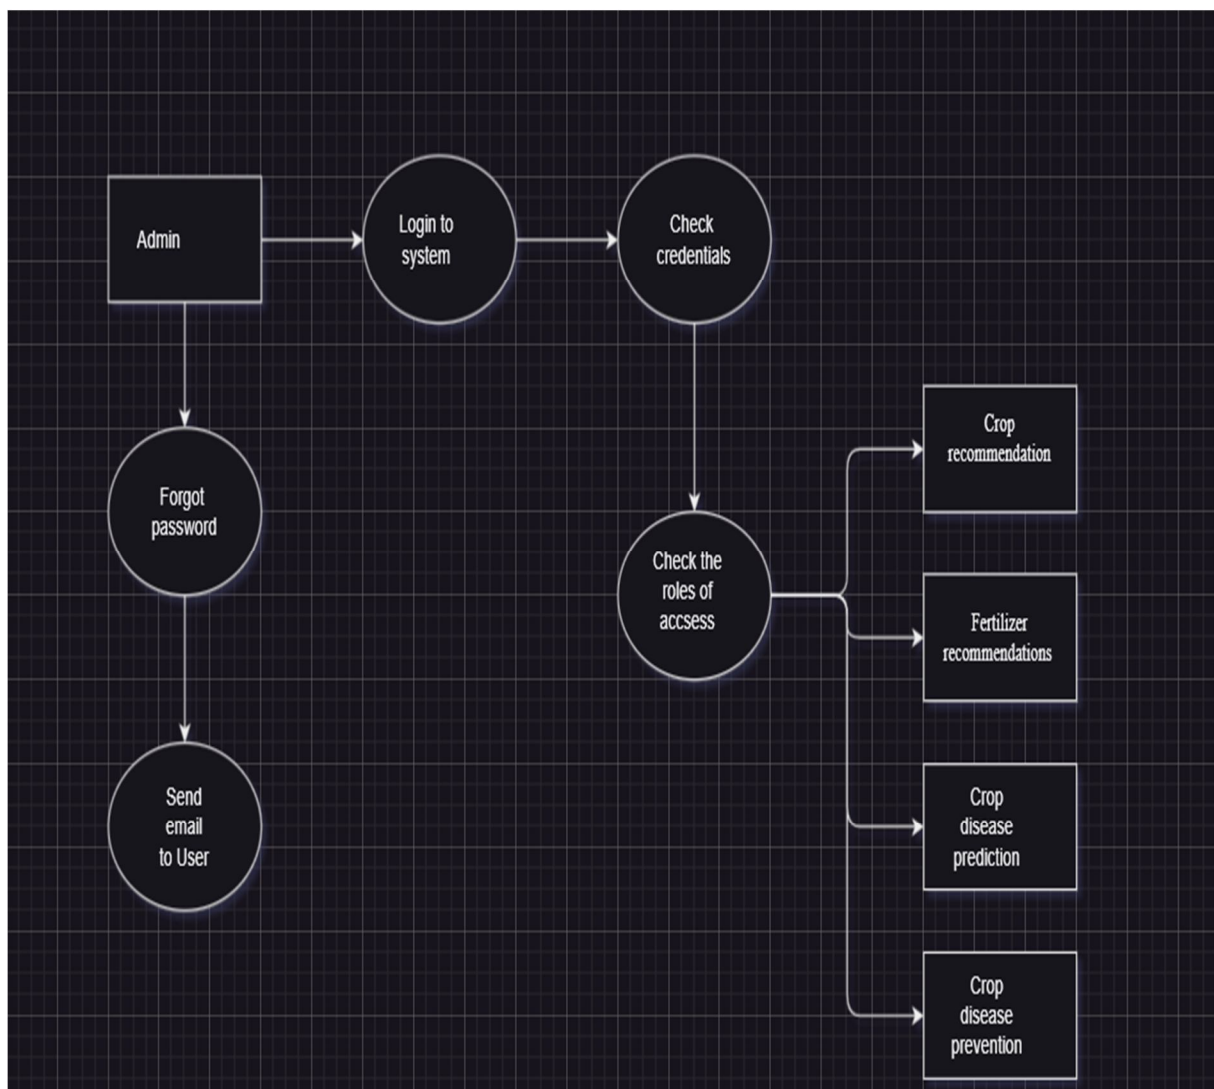 Admin
Login to
system
Check
credentials
Forgot
password
Send
email
to User
Check the
roles of
accsess
Crop
recommendation
Fertilizer
recommendations
Crop
disease
prediction
Crop
disease
prevention